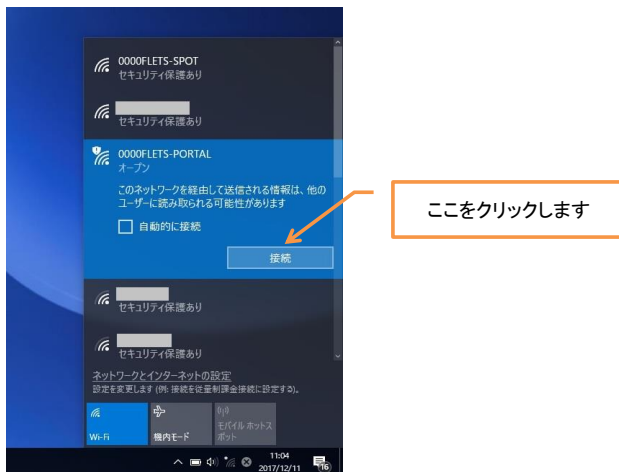 0000FLETS-SPOT
セキュリティ保護あり
セキュリティ保護あり
0000FLETS-PORTAL
オープン
このネットワークを経由して送信される情報は、他の
ユーザーに読み取られる可能性があります
自動的に接続
接続
ここをクリックします
セキュリティ保護あり
セキュリティ保護あり
ネットワークとインターネットの設定
設定を変更します (例: 接続を従量制課金接続に設定する)。
Wi-Fi
機内モード
モバイル ホットス
ポット
11:04
2017/12/11
16